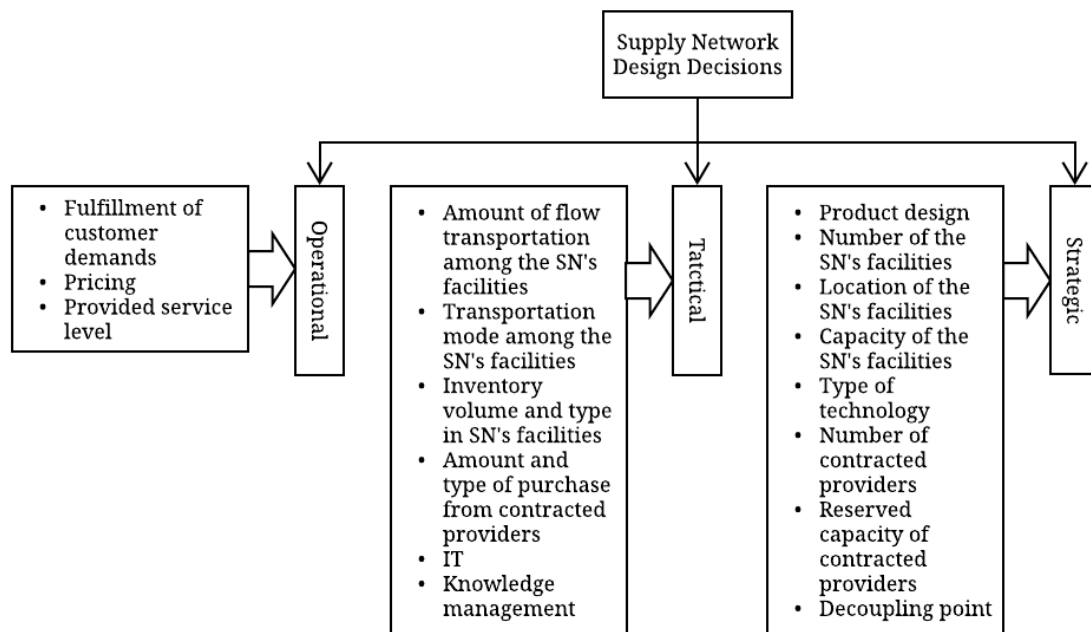 Supply Network
Design Decisions
• Fulfillment of
customer
demands
• Pricing
• Provided service
level
Operational
• Amount of flow
transportation
among the SN's
facilities
• Transportation
mode among the
SN's facilities
• Inventory
volume and type
in SN's facilities
• Amount and
type of purchase
from contracted
providers
• IT
• Knowledge
management
Tatctical
• Product design
• Number of the
SN's facilities
• Location of the
SN's facilities
• Capacity of the
SN's facilities
• Type of
technology
• Number of
contracted
providers
• Reserved
capacity of
contracted
providers
• Decoupling point
Strategic